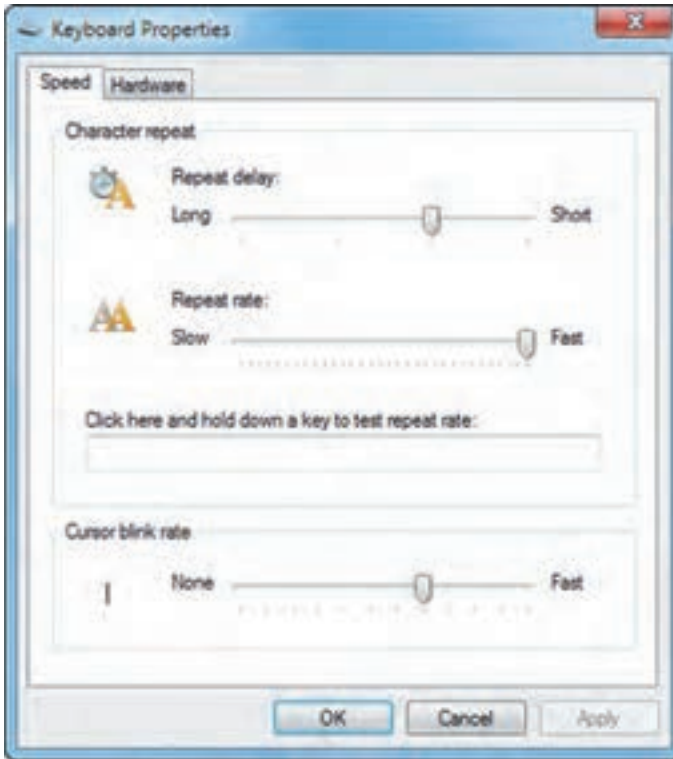 Keyboard Properties
Speed Hardware
Character repeat
Repeat delay:
Long Short
Repeat rate:
Slow Fast
Click here and hold down a key to test repeat rate:
Cursor blink rate
None Fast
OK Cancel Apply